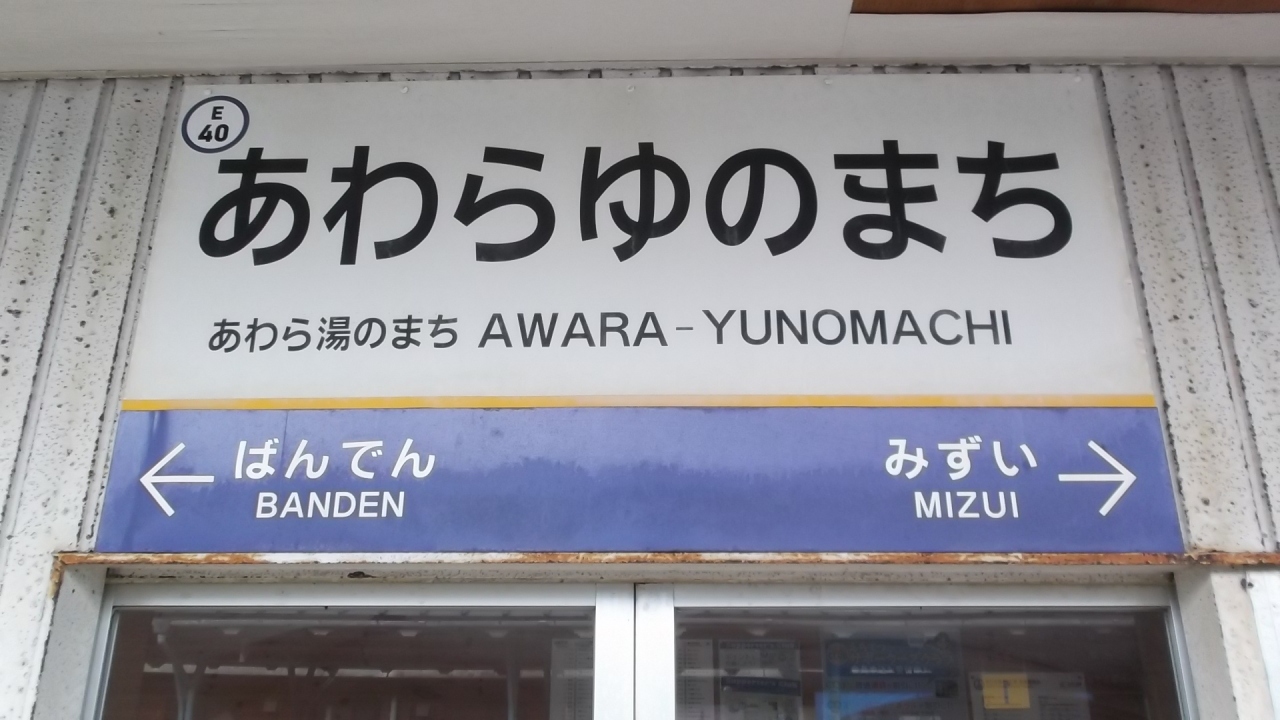 E
40
あわらゆのまち
あわら湯のまち AWARA-YUNOMACHI
← ばんでん みずい →
BANDEN MIZUI